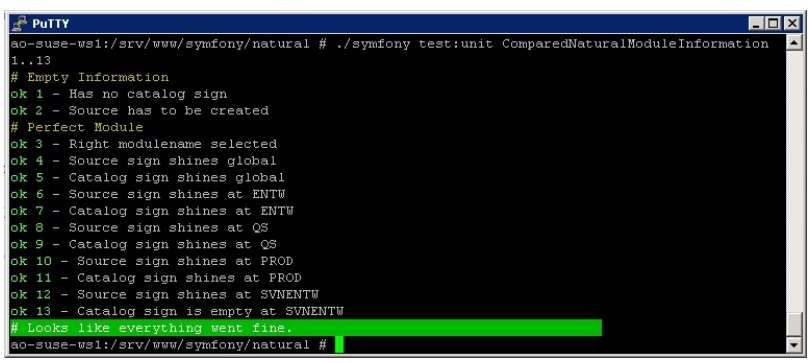 PuTTY
ao-suse-ws1:/srv/www/symfony/natural # ./symfony test:unit ComparedNaturalModuleInformation
1..13
# Empty Information
ok 1 - Has no catalog sign
ok 2 - Source has to be created
# Perfect Module
ok 3 - Right modulename selected
ok 4 - Source sign shines global
ok 5 - Catalog sign shines global
ok 6 - Source sign shines at ENTW
ok 7 - Catalog sign shines at ENTW
ok 8 - Source sign shines at QS
ok 9 - Catalog sign shines at QS
ok 10 - Source sign shines at PROD
ok 11 - Catalog sign shines at PROD
ok 12 - Source sign shines at SVNENTW
ok 13 - Catalog sign is empty at SVNENTW
# Looks like everything went fine.
ao-suse-ws1:/srv/www/symfony/natural #